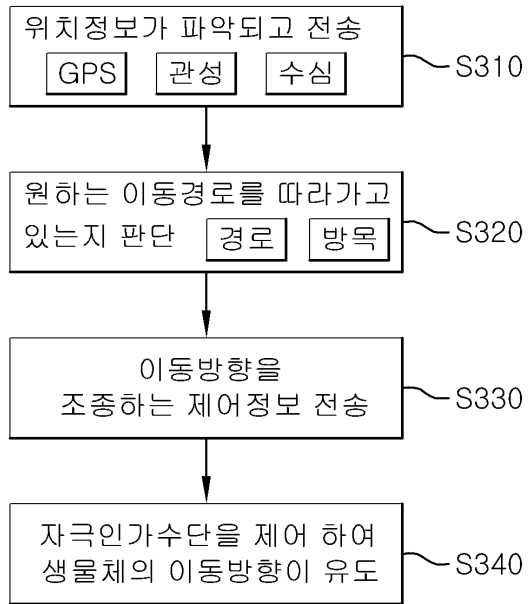 위치정보가 파악되고 전송
GPS 관성 수심
S310
원하는 이동경로를 따라가고
있는지 판단 경로 방목
S320
이동방향을
조종하는 제어정보 전송
S330
자극인가수단을 제어 하여
생물체의 이동방향이 유도
S340